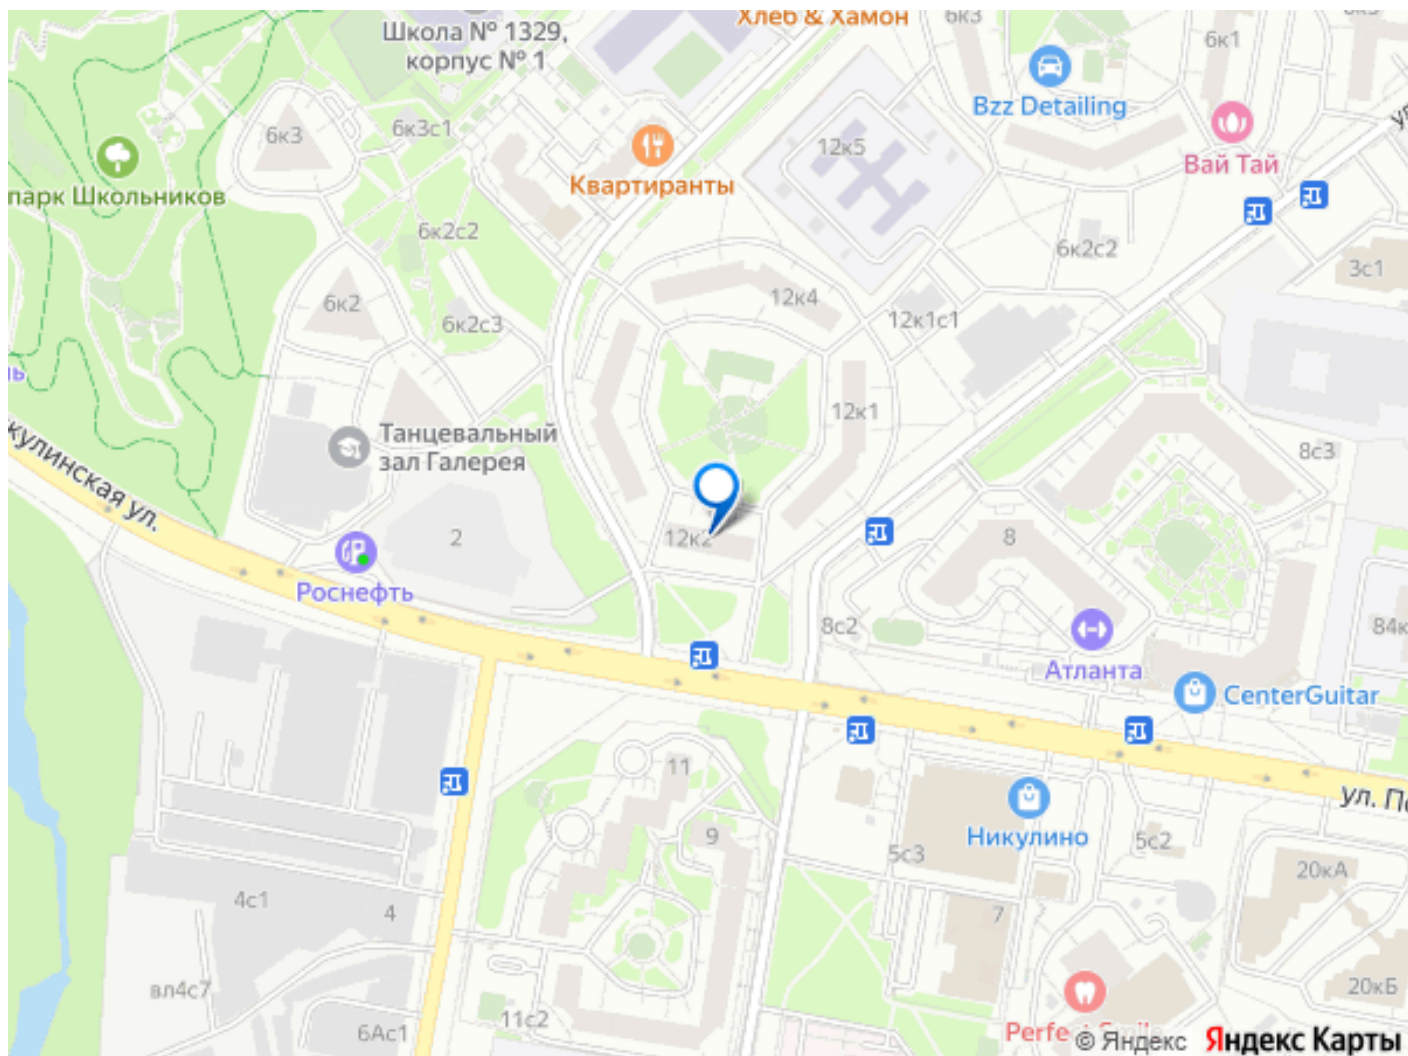 Хлеб & Хамон
6к3
Школа № 1329,
корпус № 1
6к1
Bzz Detailing
6к3
6к3с1
12к5
Вай Тай
Квартиранты
парк Школьников
6к2с2
6к2с2
3с1
6к2
12к4
6к2с3
12к1с1
ль
12к1
Танцевальный
зал Галерея
8с3
кулинская ул.
2
12к2
8
Роснефть
8с2
84к
Атланта
CenterGuitar
11
ул. По
9
Никулино
5с3
5с2
20кА
4с1
4
7
вл4с7
20кБ
11с2
6Ас1
Perfe
© Яндекс
Яндекс Карты